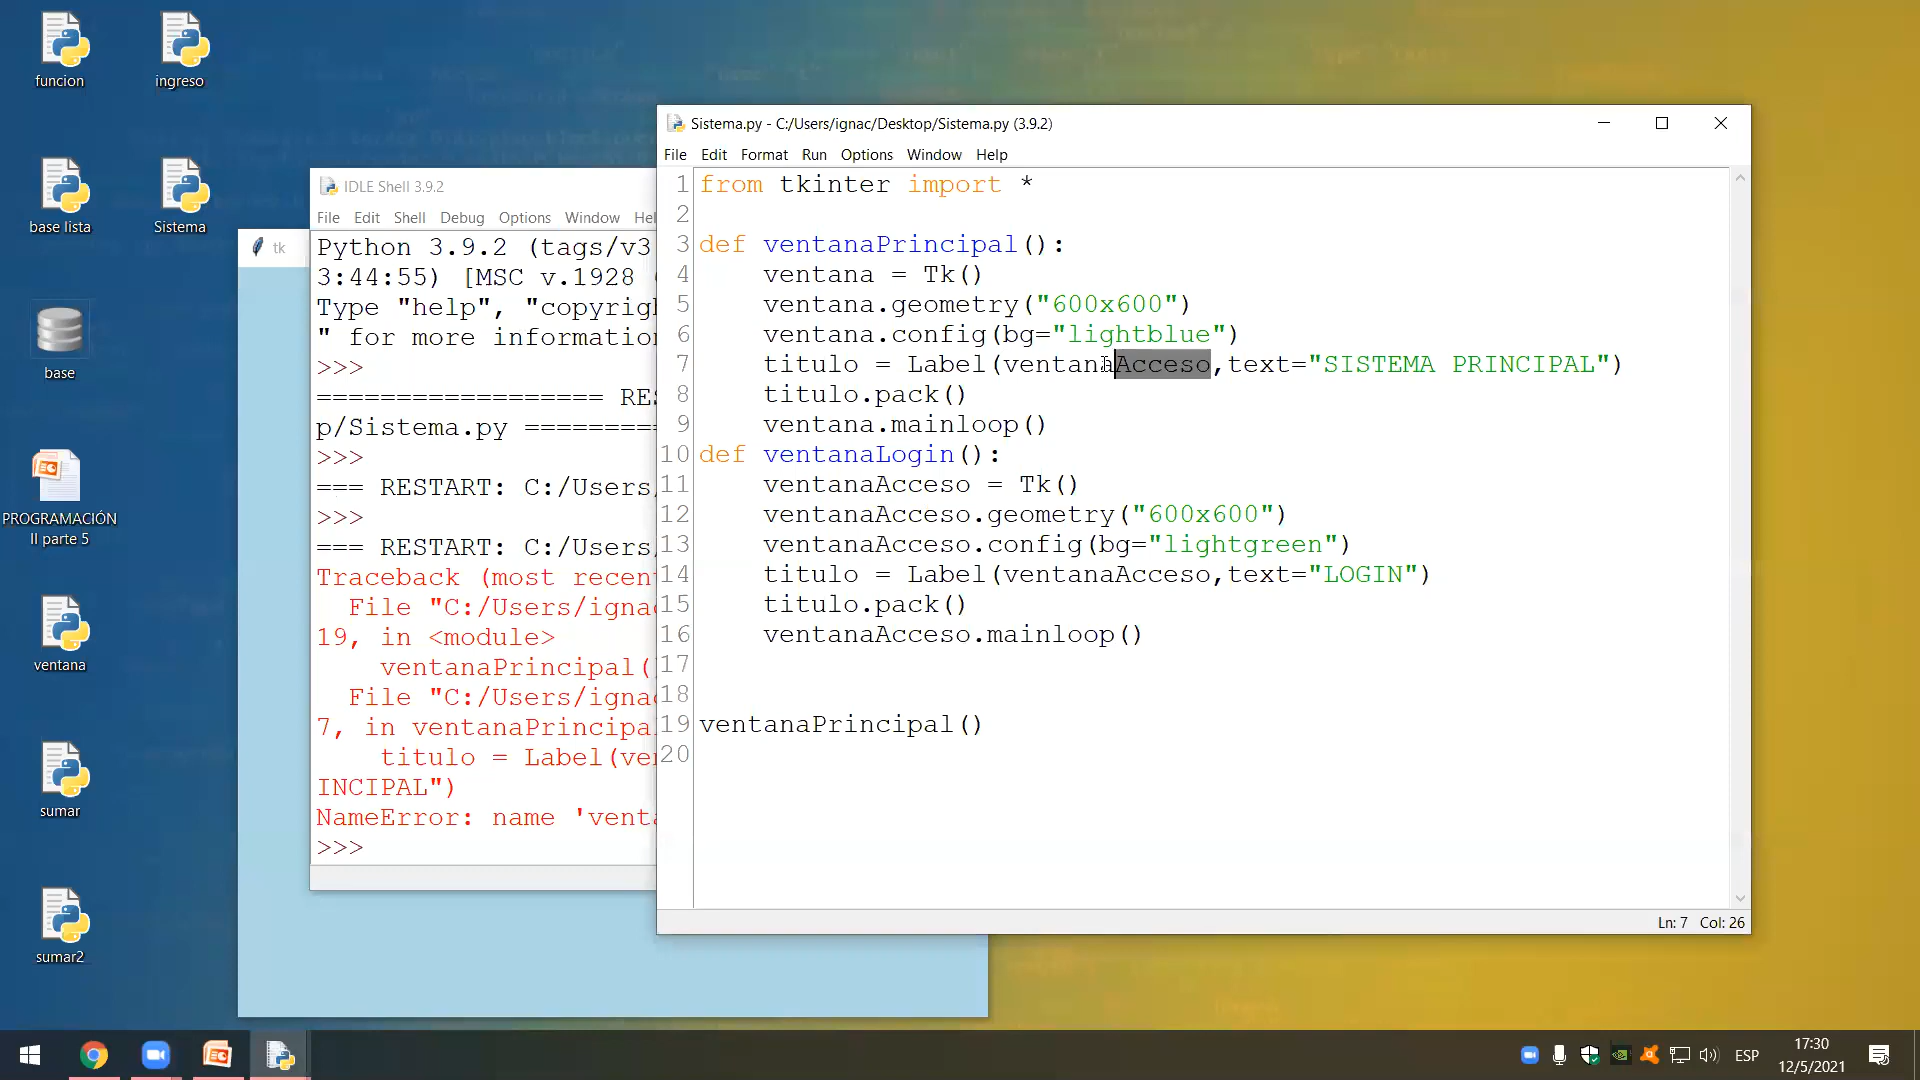 funcion
ingreso
base lista
Sistema
base
PROGRAMACIÓN
II parte 5
ventana
sumar
sumar2
tk
IDLE Shell 3.9.2
File Edit Shell Debug Options Window Hel
Python 3.9.2 (tags/v3
3:44:55) [MSC v.1928
Type "help", "copyrig
" for more informatio
>>>
================== RES
p/Sistema.py =========
>>>
=== RESTART: C:/Users/
>>>
=== RESTART: C:/Users/
Traceback (most recen
File "C:/Users/ignac
19, in <module>
ventanaPrincipal(
File "C:/Users/ignac
7, in ventanaPrincipa
titulo = Label(ven
INCIPAL")
NameError: name 'venta
>>>
Sistema.py - C:/Users/ignac/Desktop/Sistema.py (3.9.2)
File Edit Format Run Options Window Help
1 from tkinter import *
2
3 def ventanaPrincipal():
4 ventana = Tk()
5 ventana.geometry("600x600")
6 ventana.config(bg="lightblue")
7 titulo = Label(ventanaAcceso,text="SISTEMA PRINCIPAL")
8 titulo.pack()
9 ventana.mainloop()
10 def ventanaLogin():
11 ventanaAcceso = Tk()
12 ventanaAcceso.geometry("600x600")
13 ventanaAcceso.config(bg="lightgreen")
14 titulo = Label(ventanaAcceso,text="LOGIN")
15 titulo.pack()
16 ventanaAcceso.mainloop()
17
18
19 ventanaPrincipal()
20
Ln: 7 Col: 26
ESP
17:30
12/5/2021